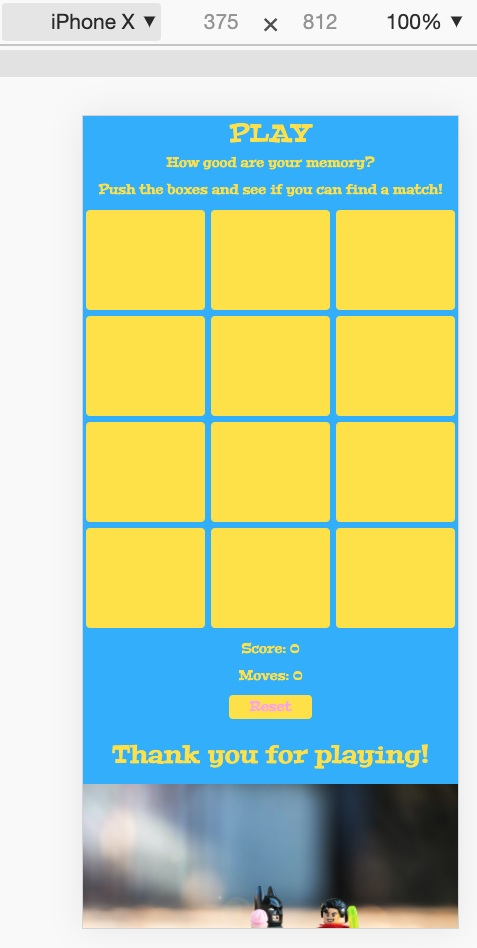 iPhone X ▼ 375 × 812 100% ▼
PLAY
How good are your memory?
Push the boxes and see if you can find a match!
Score: 0
Moves: 0
Reset
Thank you for playing!